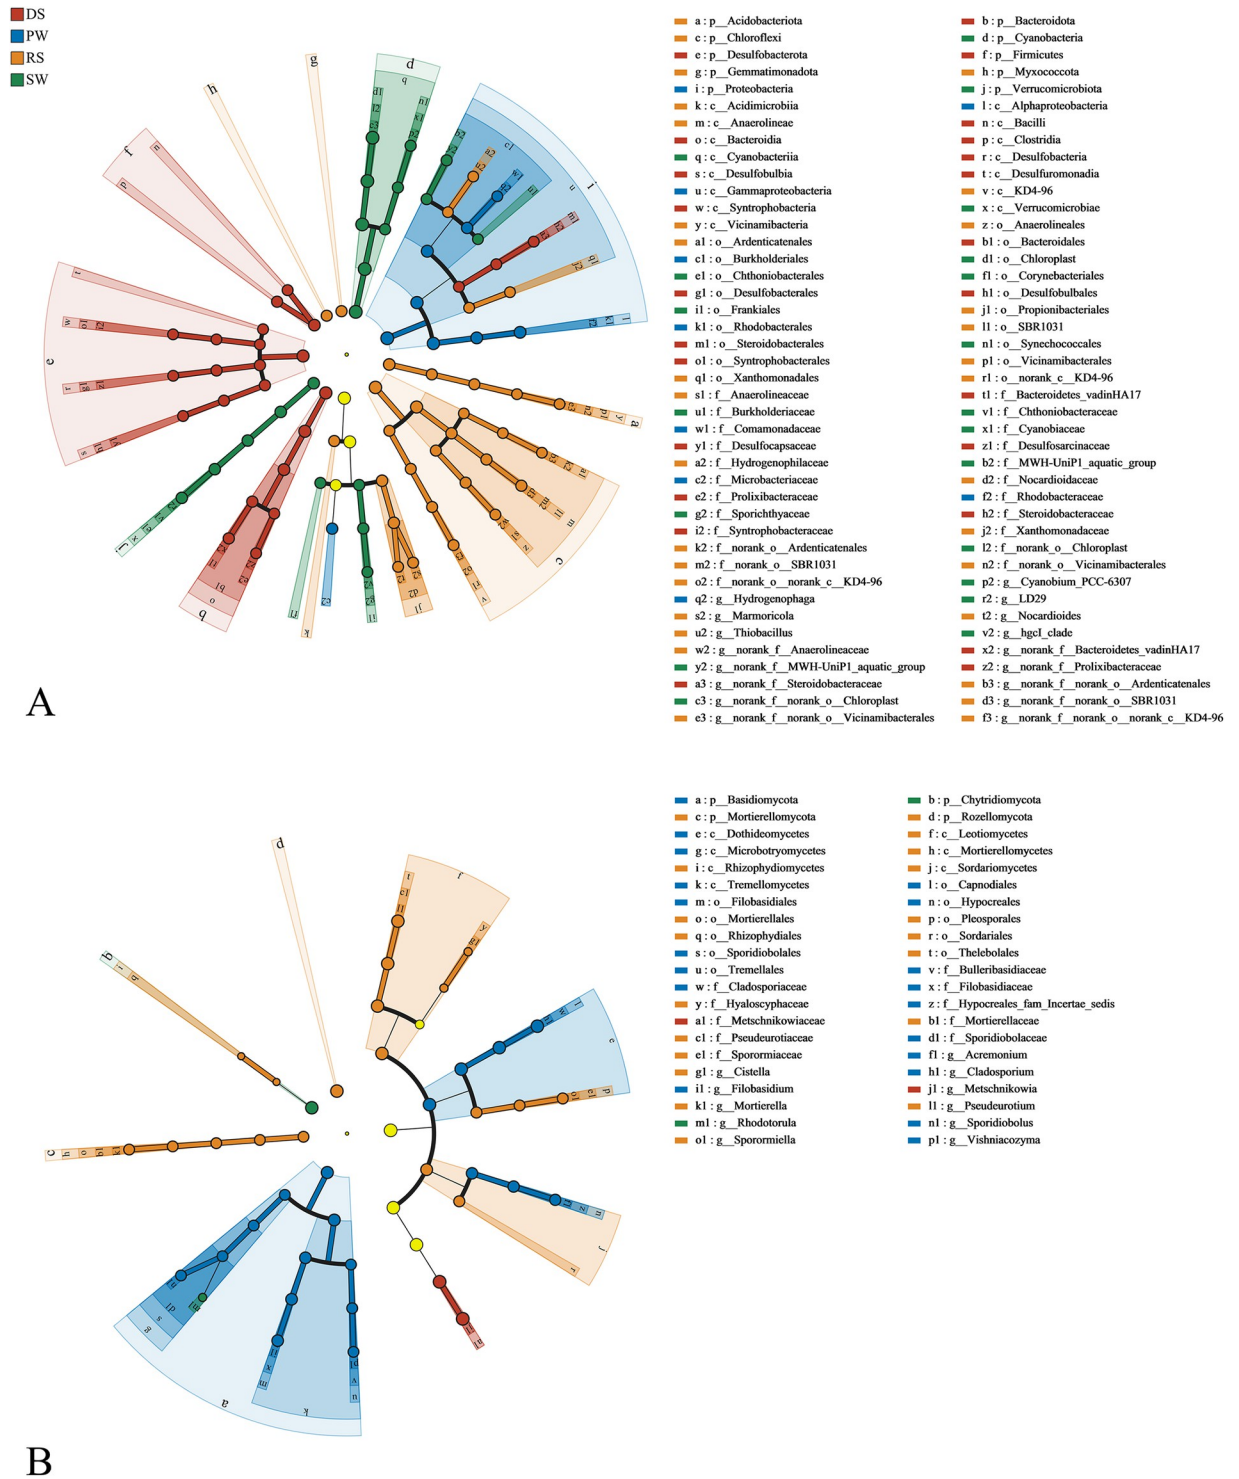 DS
PW
RS
SW
a : p__Acidobacteriota
c : p__Chloroflexi
e : p__Desulfobacterota
g : p__Gemmatimonadota
i : p__Proteobacteria
k : c__Acidimicrobiia
m : c__Anaerolineae
o : c__Bacteroidia
q : c__Cyanobacteriia
s : c__Desulfobulbia
u : c__Gammaproteobacteria
w : c__Syntrophobacteria
y : c__Vicinamibacteria
a1 : o__Ardenticatenales
c1 : o__Burkholderiales
e1 : o__Chthoniobacterales
g1 : o__Desulfobacterales
i1 : o__Frankiales
k1 : o__Rhodobacterales
m1 : o__Steroidobacterales
o1 : o__Syntrophobacterales
q1 : o__Xanthomonadales
s1 : f__Anaerolineaceae
u1 : f__Burkholderiaceae
w1 : f__Comamonadaceae
y1 : f__Desulfocapsaceae
a2 : f__Hydrogenophilaceae
c2 : f__Microbacteriaceae
e2 : f__Prolixibacteraceae
g2 : f__Sporichthyaceae
i2 : f__Syntrophobacteraceae
k2 : f__norank_o__Ardenticatenales
m2 : f__norank_o__SBR1031
o2 : f__norank_o__norank_c__KD4-96
q2 : g__Hydrogenophaga
s2 : g__Marmoricola
u2 : g__Thiobacillus
w2 : g__norank_f__Anaerolineaceae
y2 : g__norank_f__MWH-UniP1_aquatic_group
a3 : g__norank_f__Steroidobacteraceae
c3 : g__norank_f__norank_o__Chloroplast
e3 : g__norank_f__norank_o__Vicinamibacterales
b : p__Bacteroidota
d : p__Cyanobacteria
f : p__Firmicutes
h : p__Myxococcota
j : p__Verrucomicrobiota
l : c__Alphaproteobacteria
n : c__Bacilli
p : c__Clostridia
r : c__Desulfobacteria
t : c__Desulfuromonadia
v : c__KD4-96
x : c__Verrucomicrobiae
z : o__Anaerolineales
b1 : o__Bacteroidales
d1 : o__Chloroplast
f1 : o__Corynebacteriales
h1 : o__Desulfobulbales
j1 : o__Propionibacteriales
l1 : o__SBR1031
n1 : o__Synechococcales
p1 : o__Vicinamibacterales
r1 : o__norank_c__KD4-96
t1 : f__Bacteroidetes_vadinHA17
v1 : f__Chthoniobacteraceae
x1 : f__Cyanobiaceae
z1 : f__Desulfosarcinaceae
b2 : f__MWH-UniP1_aquatic_group
d2 : f__Nocardioidaceae
f2 : f__Rhodobacteraceae
h2 : f__Steroidobacteraceae
j2 : f__Xanthomonadaceae
l2 : f__norank_o__Chloroplast
n2 : f__norank_o__Vicinamibacterales
p2 : g__Cyanobium_PCC-6307
r2 : g__LD29
t2 : g__Nocardioides
v2 : g__hgcI_clade
x2 : g__norank_f__Bacteroidetes_vadinHA17
z2 : g__norank_f__Prolixibacteraceae
b3 : g__norank_f__norank_o__Ardenticatenales
d3 : g__norank_f__norank_o__SBR1031
f3 : g__norank_f__norank_o__norank_c__KD4-96
A
a : p__Basidiomycota
c : p__Mortierellomycota
e : c__Dothideomycetes
g : c__Microbotryomycetes
i : c__Rhizophydiomycetes
k : c__Tremellomycetes
m : o__Filobasidiales
o : o__Mortierellales
q : o__Rhizophydiales
s : o__Sporidiobolales
u : o__Tremellales
w : f__Cladosporiaceae
y : f__Hyaloscyphaceae
a1 : f__Metschnikowiaceae
c1 : f__Pseudeurotiaceae
e1 : f__Sporormiaceae
g1 : g__Cistella
i1 : g__Filobasidium
k1 : g__Mortierella
m1 : g__Rhodotorula
o1 : g__Sporormiella
b : p__Chytridiomycota
d : p__Rozellomycota
f : c__Leotiomycetes
h : c__Mortierellomycetes
j : c__Sordariomycetes
l : o__Capnodiales
n : o__Hypocreales
p : o__Pleosporales
r : o__Sordariales
t : o__Thelebolales
v : f__Bulleribasidiaceae
x : f__Filobasidiaceae
z : f__Hypocreales_fam_Incertae_sedis
b1 : f__Mortierellaceae
d1 : f__Sporidiobolaceae
f1 : g__Acremonium
h1 : g__Cladosporium
j1 : g__Metschnikowia
l1 : g__Pseudeurotium
n1 : g__Sporidiobolus
p1 : g__Vishniacozyma
B